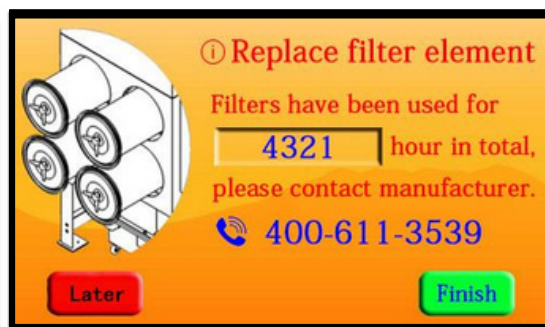 ⓘ Replace filter element
Filters have been used for
4321 hour in total,
please contact manufacturer.
400-611-3539
Later Finish